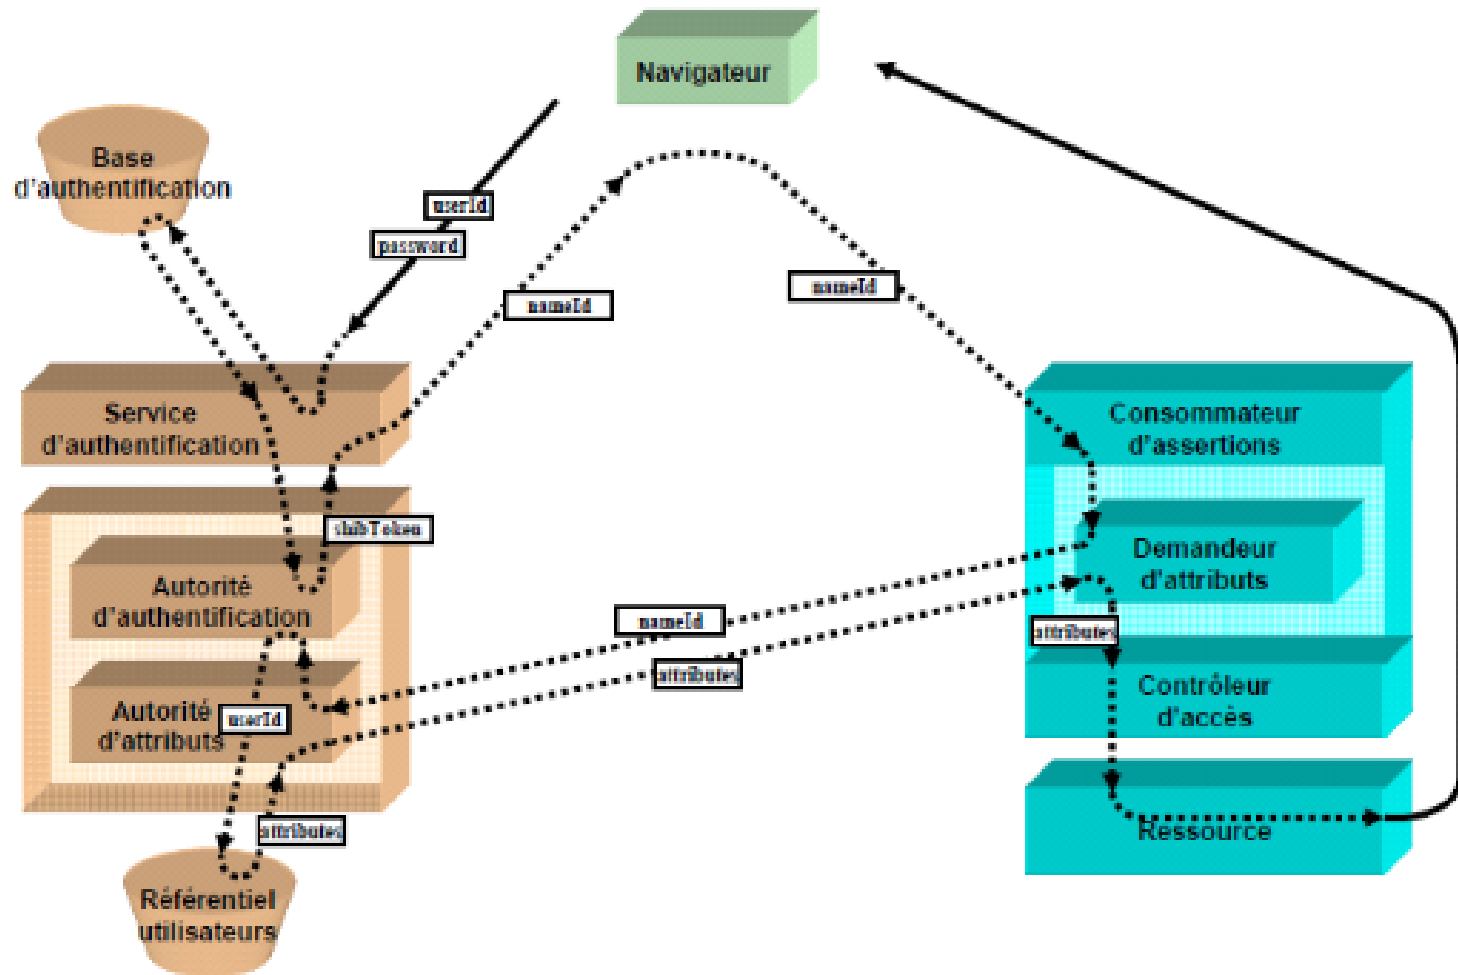 Navigateur
Base
d'authentification
userId
password
nameId
nameId
Service
d'authentification
Consommateur
d'assertions
shibToken
Demandeur
d'attributs
Autorité
d'authentification
nameId
attributes
attributes
Autorité
d'attributs
userId
Contrôleur
d'accès
attributes
Ressource
Référentiel
utilisateurs